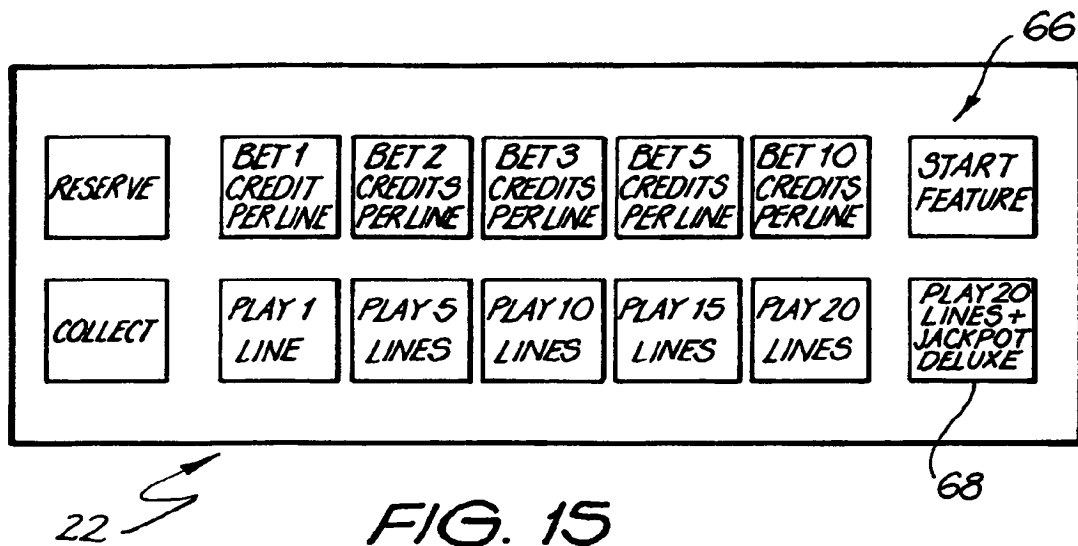 66
RESERVE
BET 1
CREDIT
PER LINE
BET 2
CREDITS
PER LINE
BET 3
CREDITS
PER LINE
BET 5
CREDITS
PER LINE
BET 10
CREDITS
PER LINE
START
FEATURE
COLLECT
PLAY 1
LINE
PLAY 5
LINES
PLAY 10
LINES
PLAY 15
LINES
PLAY 20
LINES
PLAY 20
LINES+
JACKPOT
DELUXE
68
22
FIG. 15